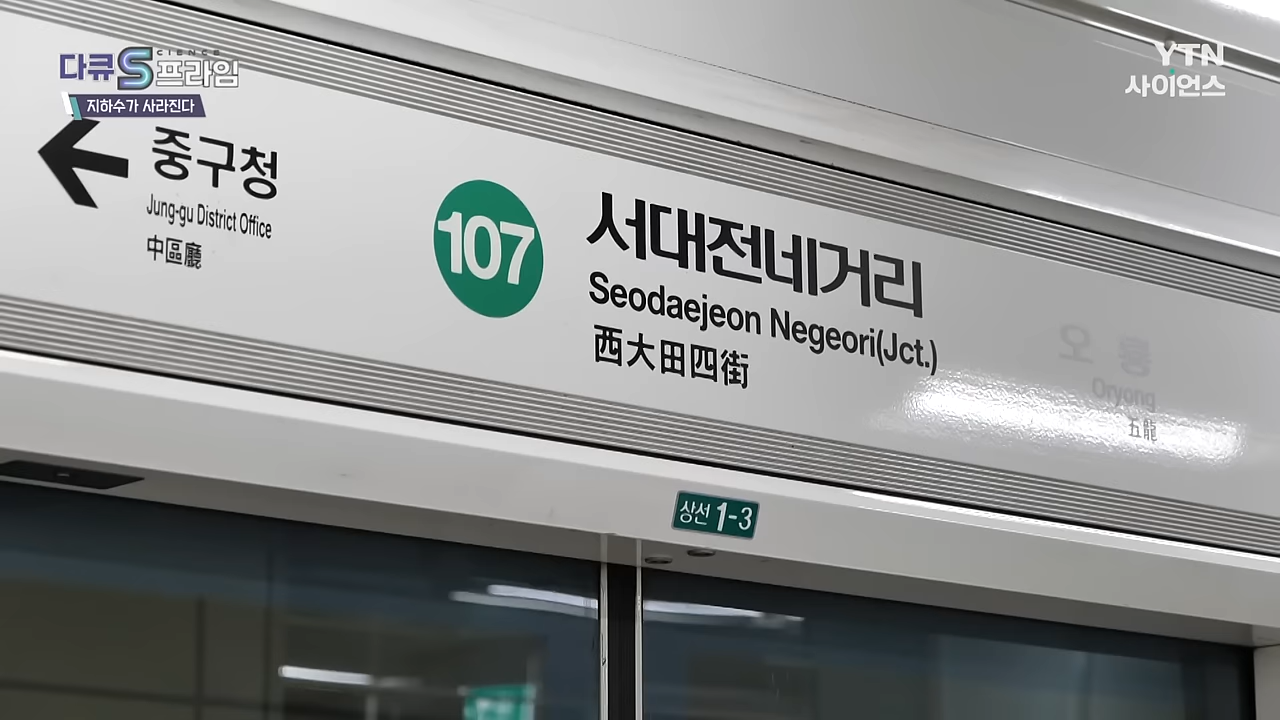 다큐 S 프라임
CIENCE
지하수가 사라진다
YTN
사이언스
중구청
Jung-gu District Office
中區廳
107
서대전네거리
Seodaejeon Negeori(Jct.)
西大田四街
오룡
Oryong
五龍
상선 1-3